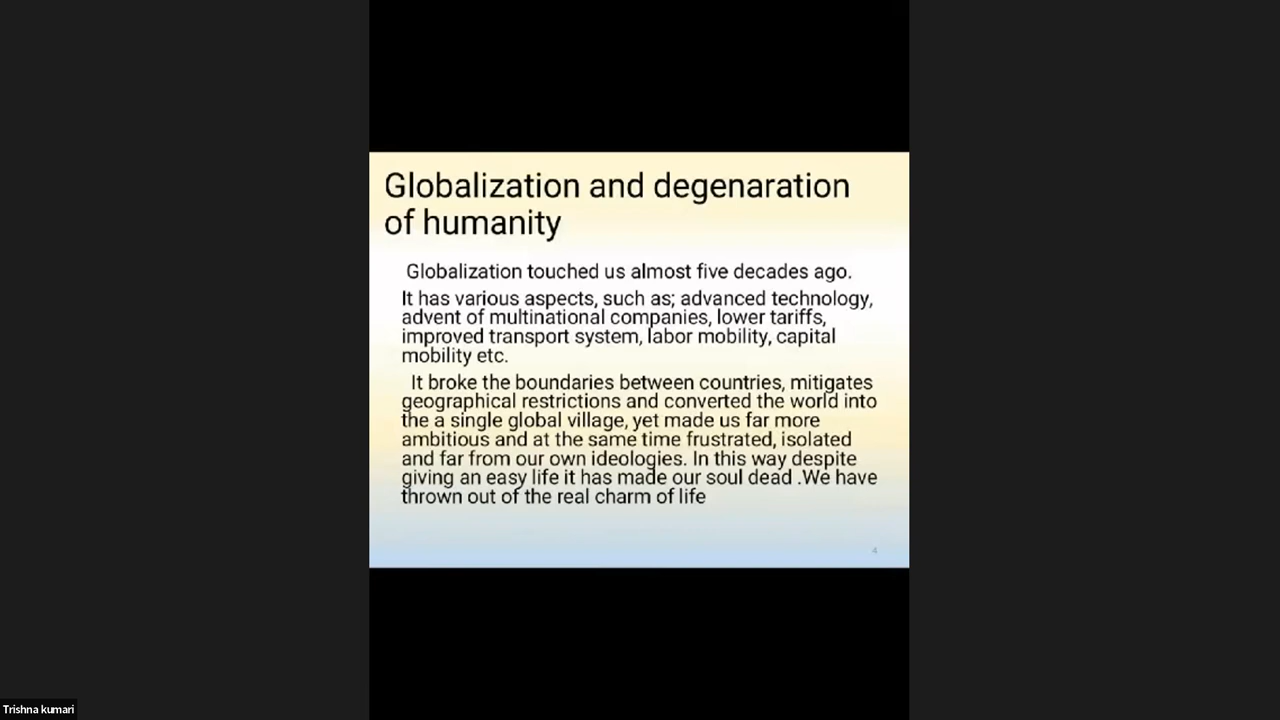 Globalization and degenaration
of humanity
Globalization touched us almost five decades ago.
It has various aspects, such as; advanced technology,
advent of multinational companies, lower tariffs,
improved transport system, labor mobility, capital
mobility etc.
It broke the boundaries between countries, mitigates
geographical restrictions and converted the world into
the a single global village, yet made us far more
ambitious and at the same time frustrated, isolated
and far from our own ideologies. In this way despite
giving an easy life it has made our soul dead .We have
thrown out of the real charm of life
4
Trishna kumari